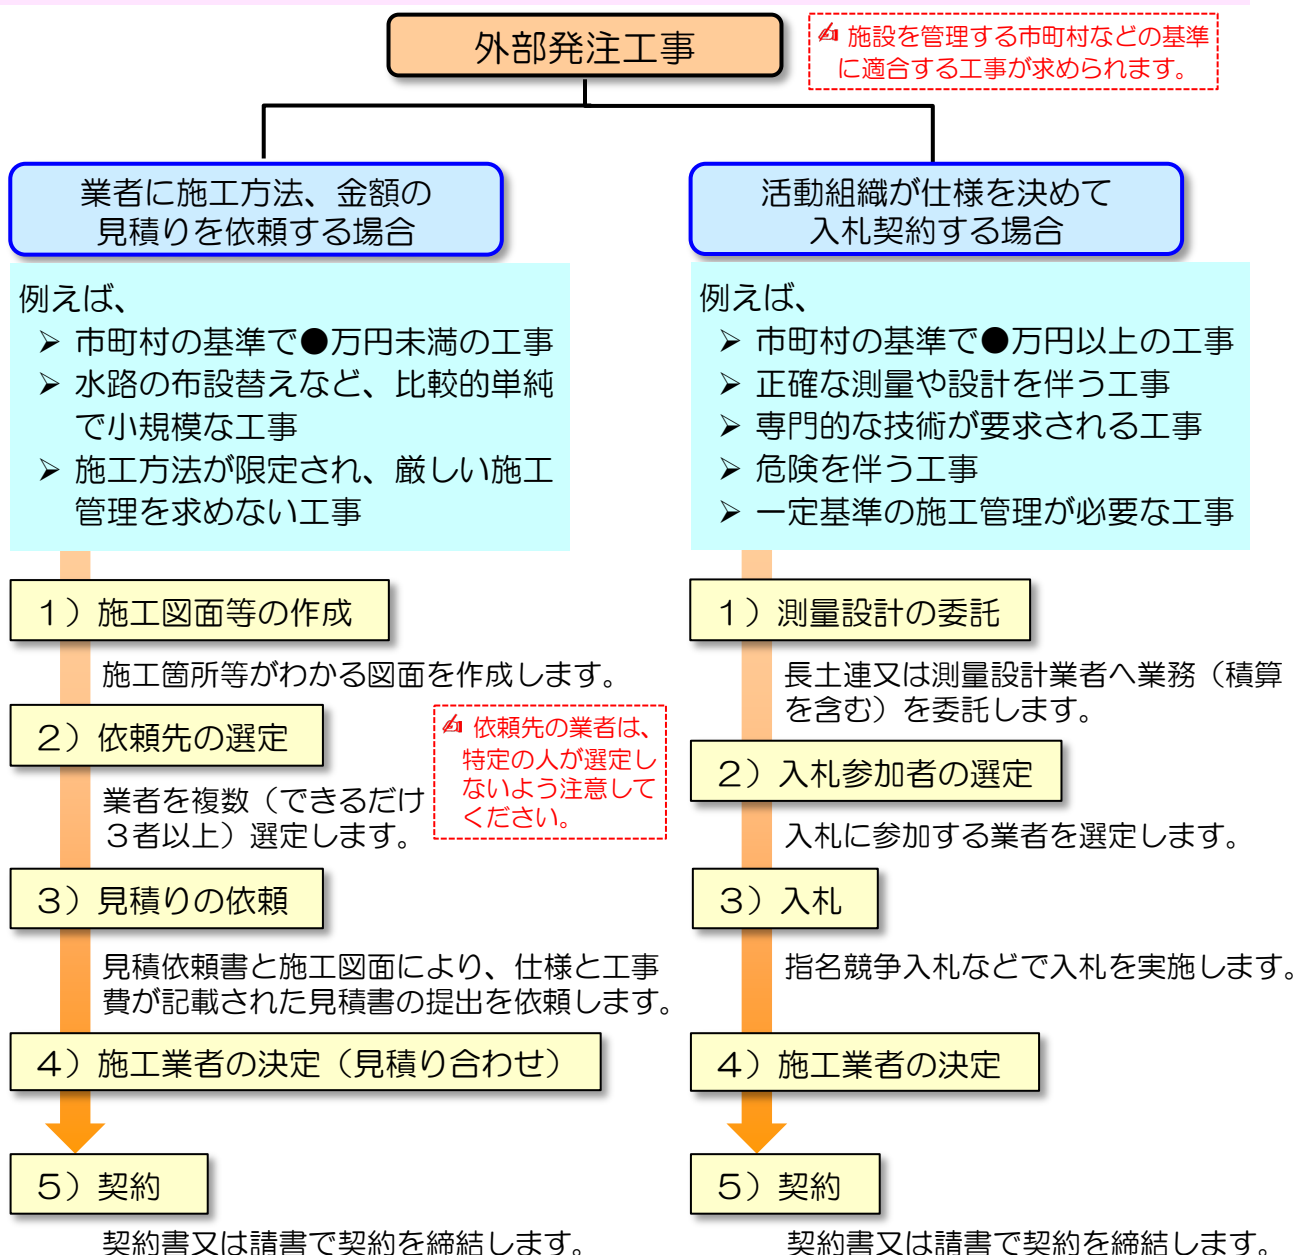 外部発注工事
施設を管理する市町村などの基準
に適合する工事が求められます。
業者に施工方法、金額の
見積りを依頼する場合
例えば、
➢ 市町村の基準で●万円未満の工事
➢ 水路の布設替えなど、比較的単純
で小規模な工事
➢ 施工方法が限定され、厳しい施工
管理を求めない工事
1）施工図面等の作成
施工箇所等がわかる図面を作成します。
2）依頼先の選定
業者を複数（できるだけ
3者以上）選定します。
依頼先の業者は、
特定の人が選定し
ないよう注意して
ください。
3）見積りの依頼
見積依頼書と施工図面により、仕様と工事
費が記載された見積書の提出を依頼します。
4）施工業者の決定（見積り合わせ）
5）契約
契約書又は請書で契約を締結します。
活動組織が仕様を決めて
入札契約する場合
例えば、
➢ 市町村の基準で●万円以上の工事
➢ 正確な測量や設計を伴う工事
➢ 専門的な技術が要求される工事
➢ 危険を伴う工事
➢ 一定基準の施工管理が必要な工事
1）測量設計の委託
長土連又は測量設計業者へ業務（積算
を含む）を委託します。
2）入札参加者の選定
入札に参加する業者を選定します。
3）入札
指名競争入札などで入札を実施します。
4）施工業者の決定
5）契約
契約書又は請書で契約を締結します。